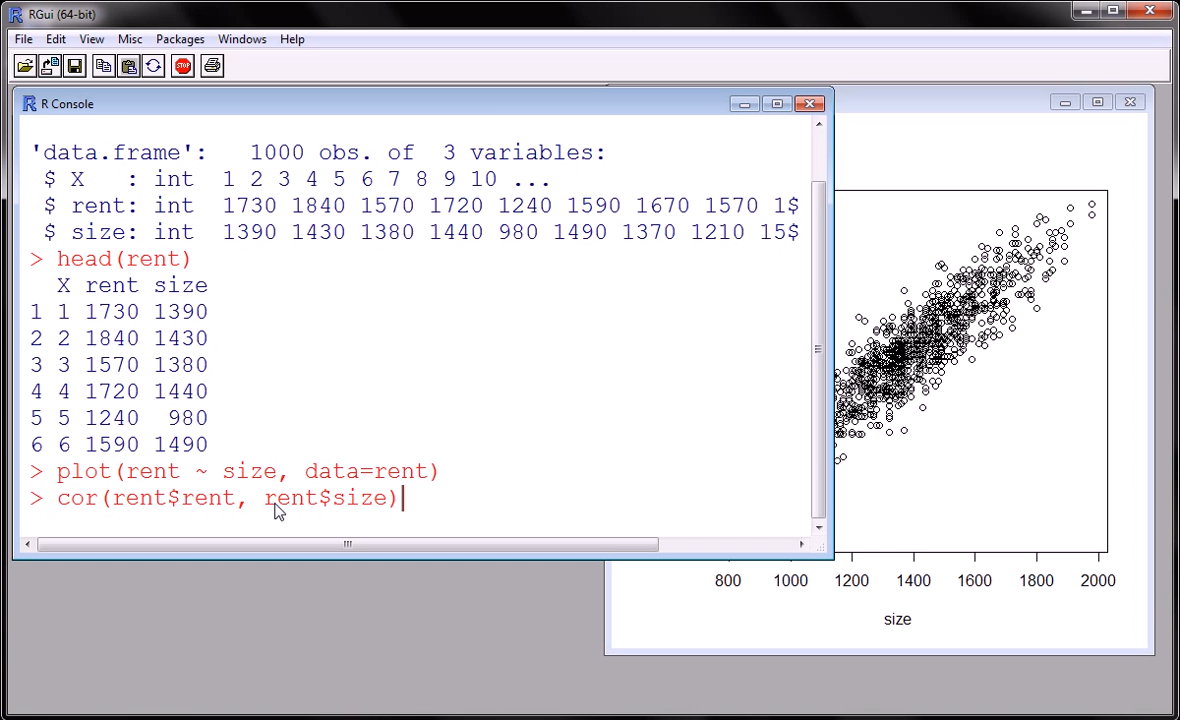 RGui (64-bit)
File Edit View Misc Packages Windows Help
STOP
R Console
'data.frame':   1000 obs. of  3 variables:
 $ X   : int  1 2 3 4 5 6 7 8 9 10 ...
 $ rent: int  1730 1840 1570 1720 1240 1590 1670 1570 1$
 $ size: int  1390 1430 1380 1440 980 1490 1370 1210 15$
> head(rent)
  X rent size
1 1 1730 1390
2 2 1840 1430
3 3 1570 1380
4 4 1720 1440
5 5 1240  980
6 6 1590 1490
> plot(rent ~ size, data=rent)
> cor(rent$rent, rent$size)
800 1000 1200 1400 1600 1800 2000
size